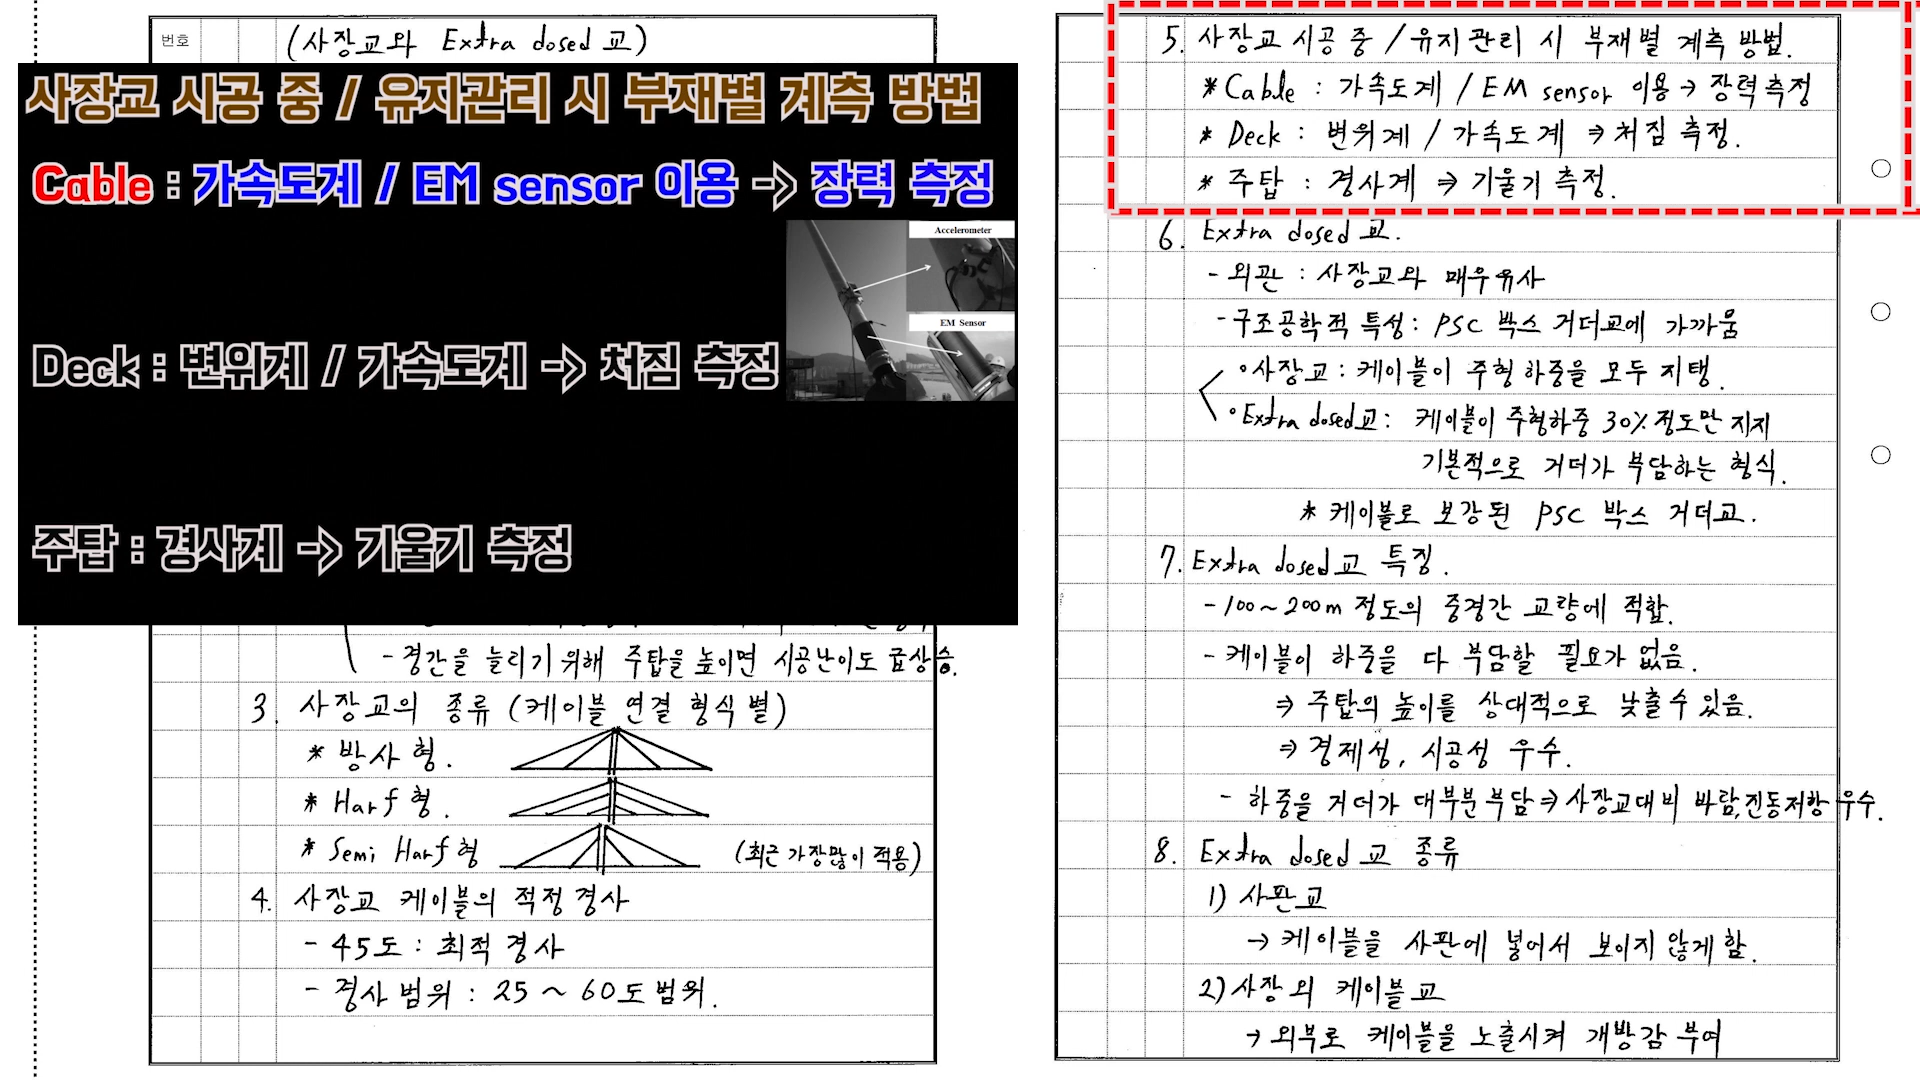 번호
(사장교와 Extra dosed 교)
사장교 시공 중 / 유지관리 시 부재별 계측 방법
Cable : 가속도계 / EM sensor 이용 -> 장력 측정
Accelerometer
EM Sensor
Deck : 변위계 / 가속도계 -> 처짐 측정
주탑 : 경사계 -> 기울기 측정
- 경간을 늘리기 위해 주탑을 높이면 시공난이도 급상승.
3. 사장교의 종류 (케이블 연결 형식 별)
* 방사형.
* Harf형.
* Semi Harf형 (최근 가장많이 적용)
4. 사장교 케이블의 적정경사
- 45도 : 최적 경사
- 경사범위 : 25 ~ 60도 범위.
5. 사장교 시공 중 / 유지관리 시 부재별 계측 방법.
* Cable : 가속도계 / EM sensor 이용 → 장력측정
* Deck : 변위계 / 가속도계 ⇒ 처짐 측정.
* 주탑 : 경사계 ⇒ 기울기 측정.
6. Extra dosed 교.
- 외관 : 사장교와 매우유사
- 구조공학적 특성 : PSC 박스 거더교에 가까움
◦사장교 : 케이블이 주형 하중을 모두 지탱.
◦Extra dosed교 : 케이블이 주형하중 30% 정도만 지지
기본적으로 거더가 부담하는 형식.
* 케이블로 보강된 PSC 박스 거더교.
7. Extra dosed교 특징.
- 100~200m 정도의 중경간 교량에 적합.
- 케이블이 하중을 다 부담할 필요가 없음.
⇒ 주탑의 높이를 상대적으로 낮출수 있음.
⇒ 경제성, 시공성 우수.
- 하중을 거더가 대부분 부담 ⇒ 사장교대비 바람,진동저항 우수.
8. Extra dosed 교 종류
1) 사판교
→ 케이블을 사판에 넣어서 보이지 않게 함.
2) 사장 외 케이블교
→ 외부로 케이블을 노출시켜 개방감 부여